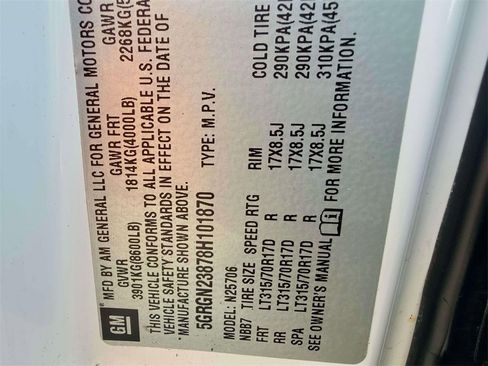 GM
MFD BY AM GENERAL LLC FOR GENERAL MOTORS CO
GVWR GAWR FRT GAWR
3901KG(8600LB) 1814KG(4000LB) 2268KG(5
THIS VEHICLE CONFORMS TO ALL APPLICABLE U.S. FEDERA
VEHICLE SAFETY STANDARDS IN EFFECT ON THE DATE OF
*MANUFACTURE SHOWN ABOVE.
5GRGN23878H101870 TYPE: M.P.V.
MODEL: N25706
NBB7 TIRE SIZE SPEED RTG RIM COLD TIRE
FRT LT315/70R17D R 17X8.5J 290KPA(42
RR LT315/70R17D R 17X8.5J 290KPA(42
SPA LT315/70R17D R 17X8.5J 310KPA(45
SEE OWNER'S MANUAL i FOR MORE INFORMATION.